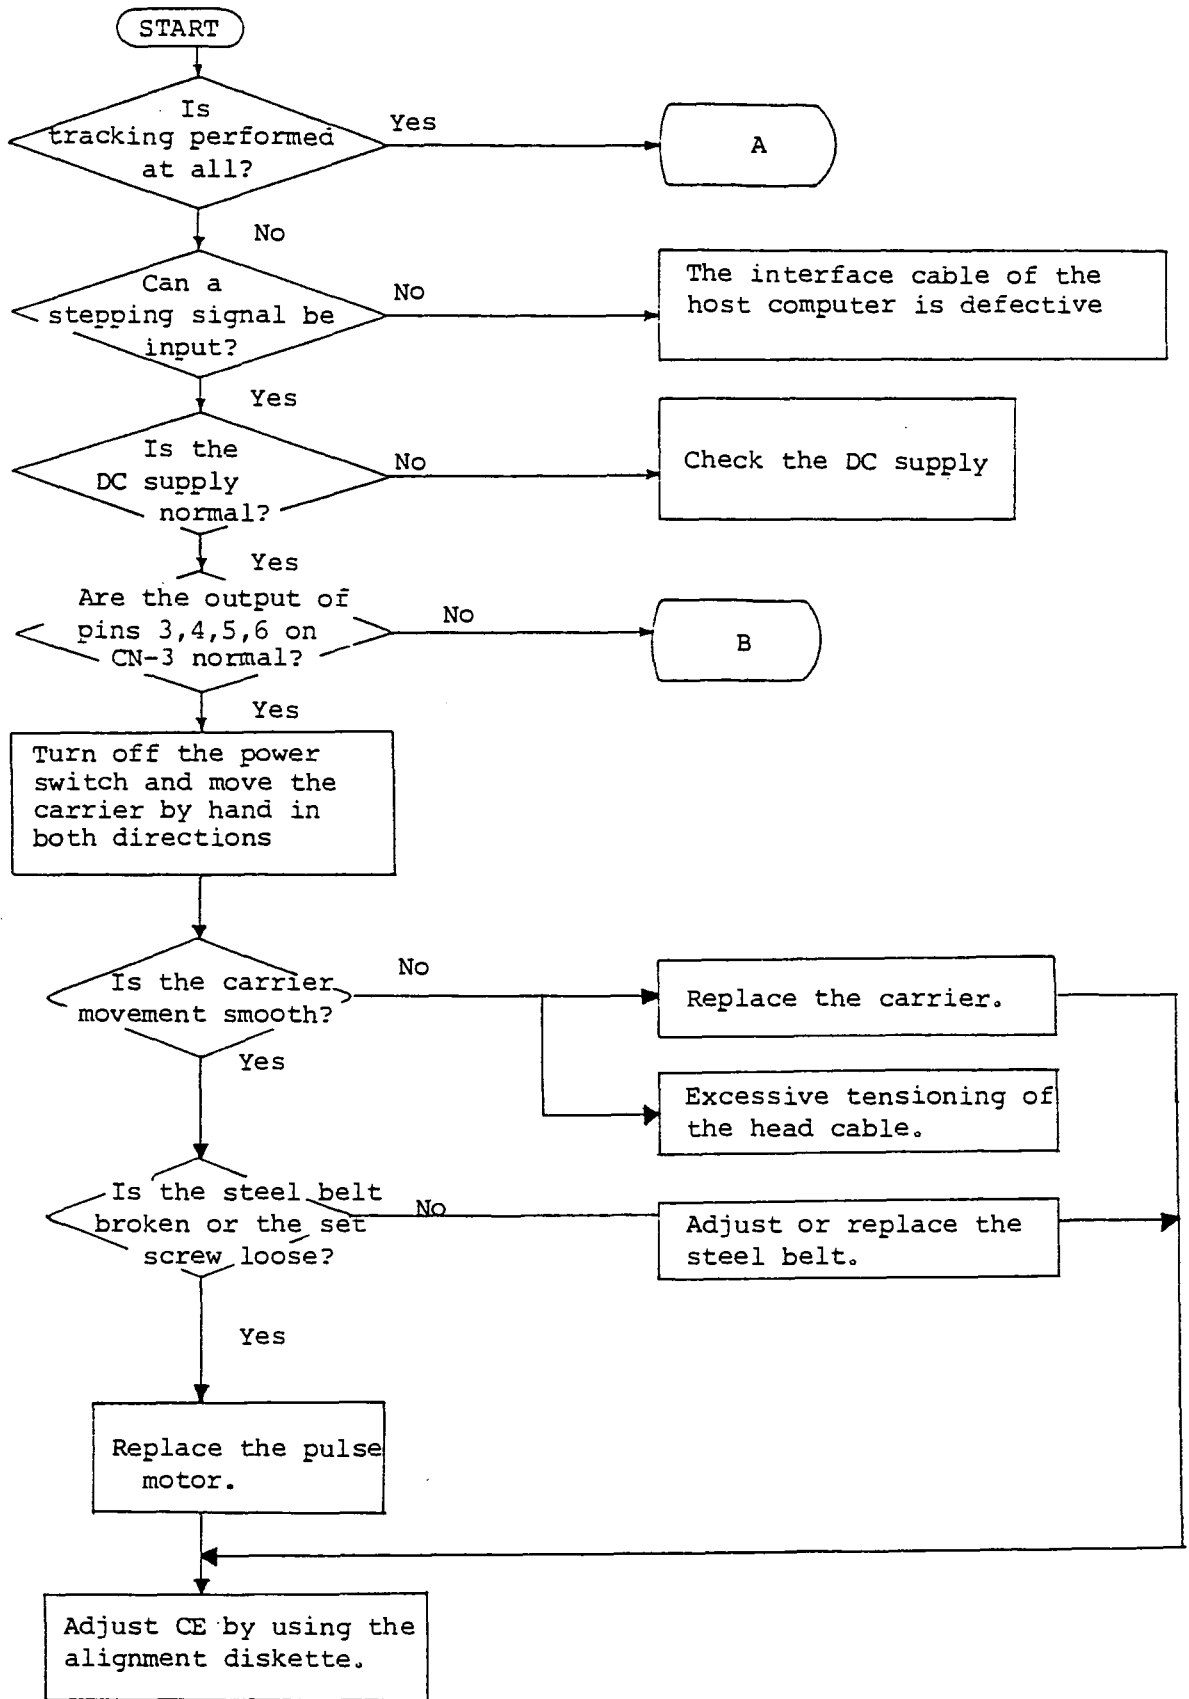 START
Is
tracking performed
at all?
Yes
A
No
Can a
stepping signal be
input?
No
The interface cable of the
host computer is defective
Yes
Is the
DC supply
normal?
No
Check the DC supply
Yes
Are the output of
pins 3,4,5,6 on
CN-3 normal?
No
B
Yes
Turn off the power
switch and move the
carrier by hand in
both directions
Is the carrier
movement smooth?
No
Replace the carrier.
Excessive tensioning of
the head cable.
Yes
Is the steel belt
broken or the set
screw loose?
No
Adjust or replace the
steel belt.
Yes
Replace the pulse
motor.
Adjust CE by using the
alignment diskette.